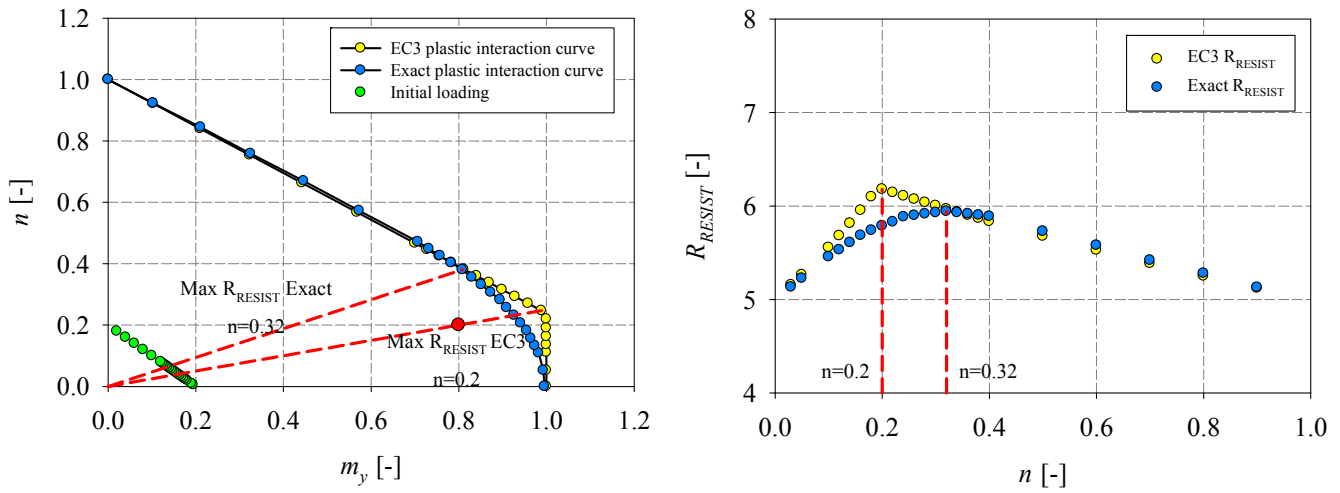 1.2
1.0
0.8
0.6
0.4
0.2
0.0
n [-]
EC3 plastic interaction curve
Exact plastic interaction curve
Initial loading
Max R_RESIST Exact
n=0.32
Max R_RESIST EC3
n=0.2
0.0 0.2 0.4 0.6 0.8 1.0 1.2
m_y [-]
8
7
6
5
4
R_RESIST [-]
EC3 R_RESIST
Exact R_RESIST
n=0.2 n=0.32
0.0 0.2 0.4 0.6 0.8 1.0
n [-]